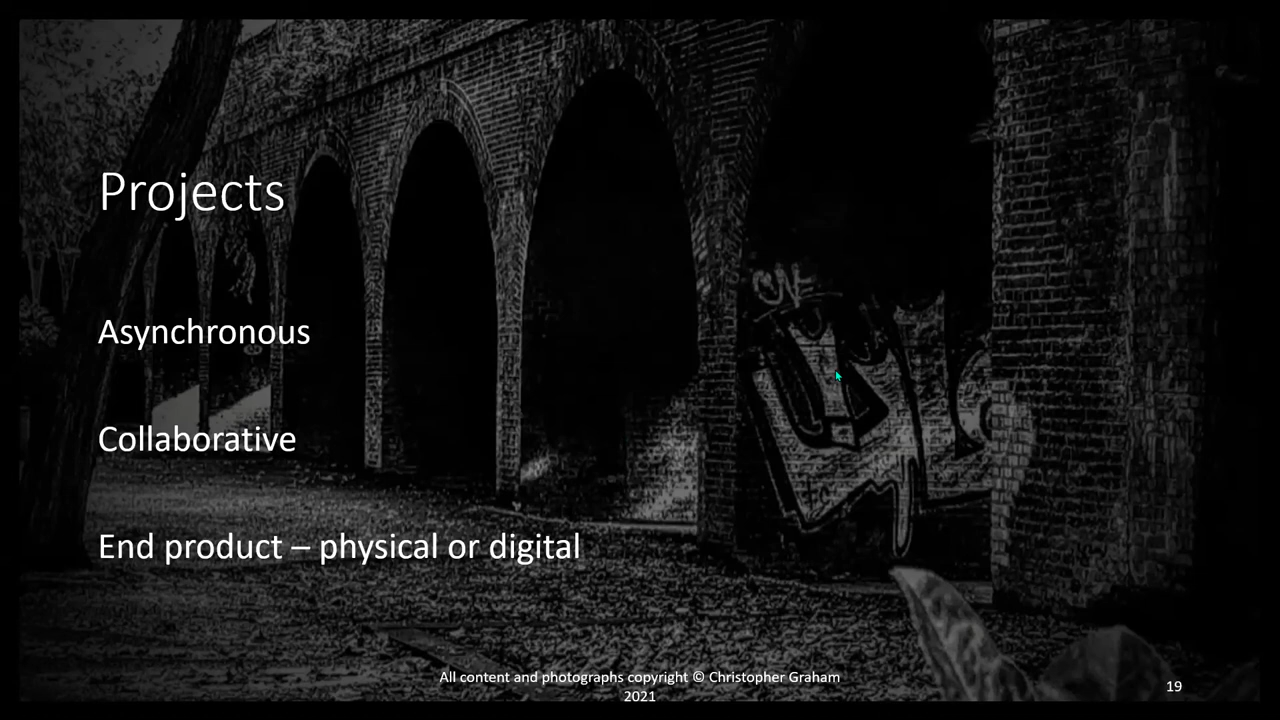 Projects
Asynchronous
Collaborative
End product – physical or digital
All content and photographs copyright © Christopher Graham
2021
19